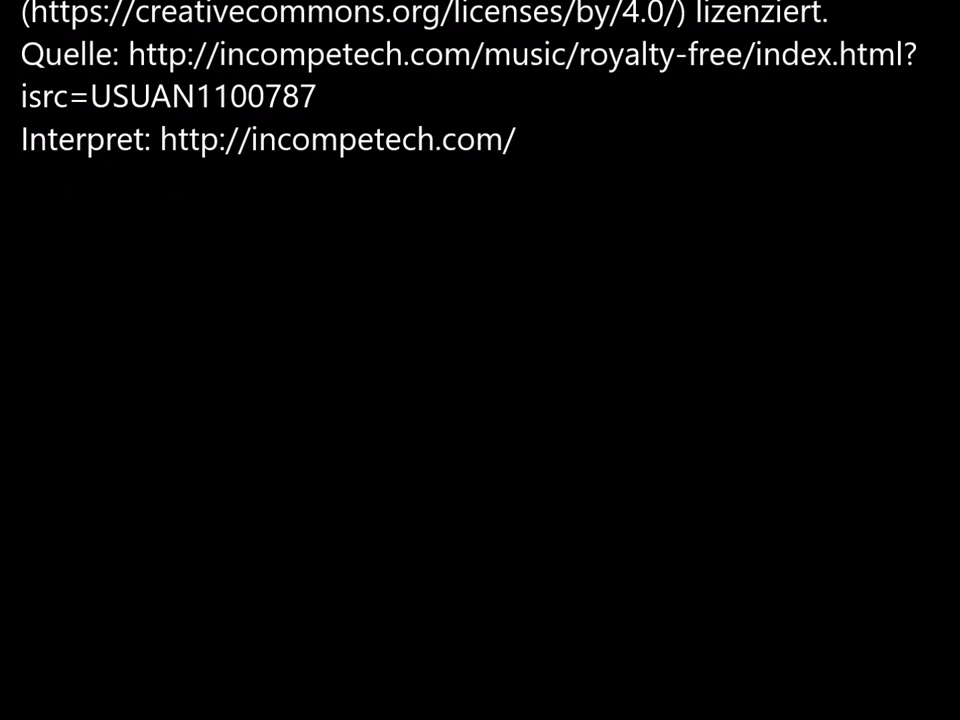 (https://creativecommons.org/licenses/by/4.0/) lizenziert.
Quelle: http://incompetech.com/music/royalty-free/index.html?
isrc=USUAN1100787
Interpret: http://incompetech.com/